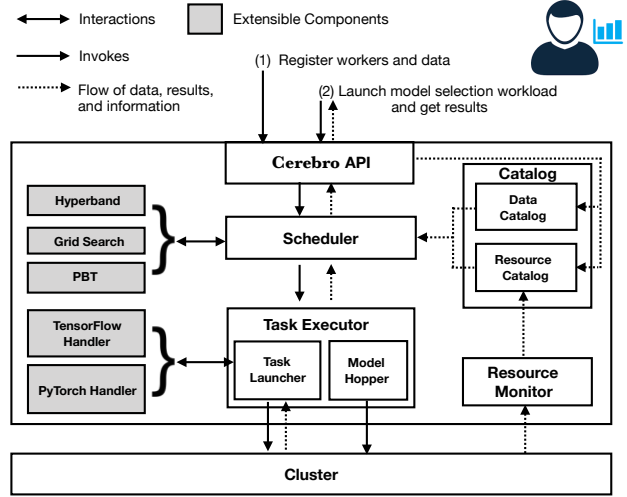 Interactions
Extensible Components
Invokes
Flow of data, results,
and information
(1) Register workers and data
(2) Launch model selection workload
and get results
Cerebro API
Catalog
Hyperband
Data
Catalog
Grid Search
Scheduler
Resource
Catalog
PBT
Task Executor
TensorFlow
Handler
Task
Launcher
Model
Hopper
PyTorch Handler
Resource
Monitor
Cluster